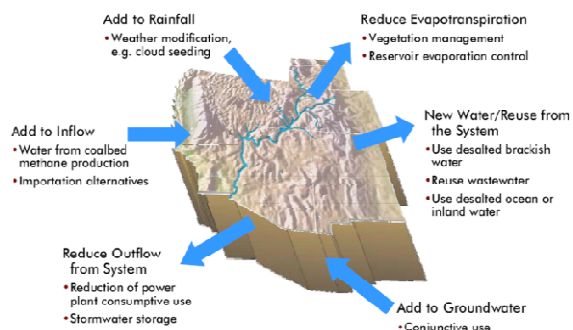 Add to Rainfall
• Weather modification,
e.g. cloud seeding
Reduce Evapotranspiration
• Vegetation management
• Reservoir evaporation control
Add to Inflow
• Water from coalbed
methane production
• Importation alternatives
New Water/Reuse from
the System
• Use desalted brackish
water
• Reuse wastewater
• Use desalted ocean or
inland water
Reduce Outflow
from System
• Reduction of power
plant consumptive use
• Stormwater storage
Add to Groundwater
• Conjunctive use